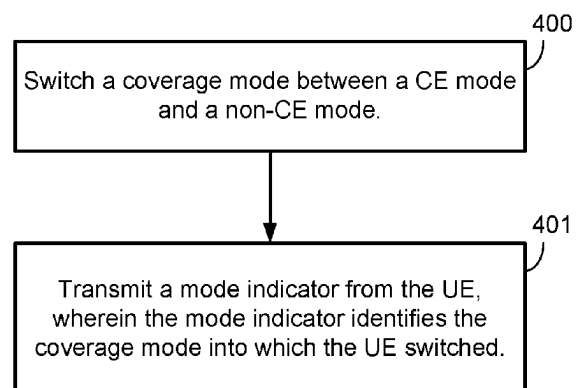 400
Switch a coverage mode between a CE mode
and a non-CE mode.
401
Transmit a mode indicator from the UE,
wherein the mode indicator identifies the
coverage mode into which the UE switched.